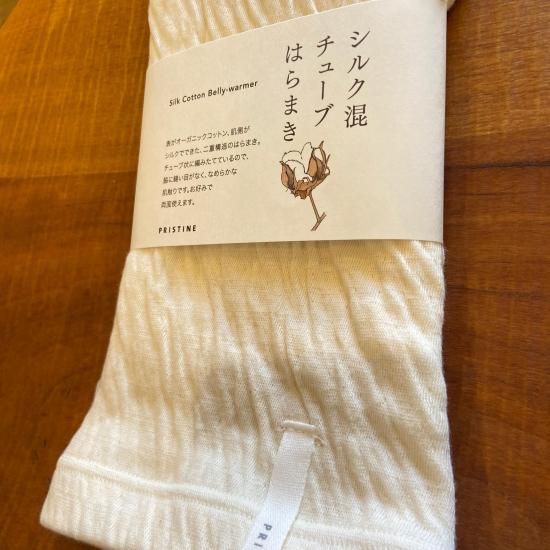 シルク混
チューブ
はらまき
Silk Cotton Belly-warmer
表がオーガニックコットン、肌側が
シルクでできた、二重構造のはらまき。
チューブ状に編みたてているので、
脇に縫い目がなく、なめらかな
肌触りです。お好みで
両面使えます。
PRISTINE
PRI